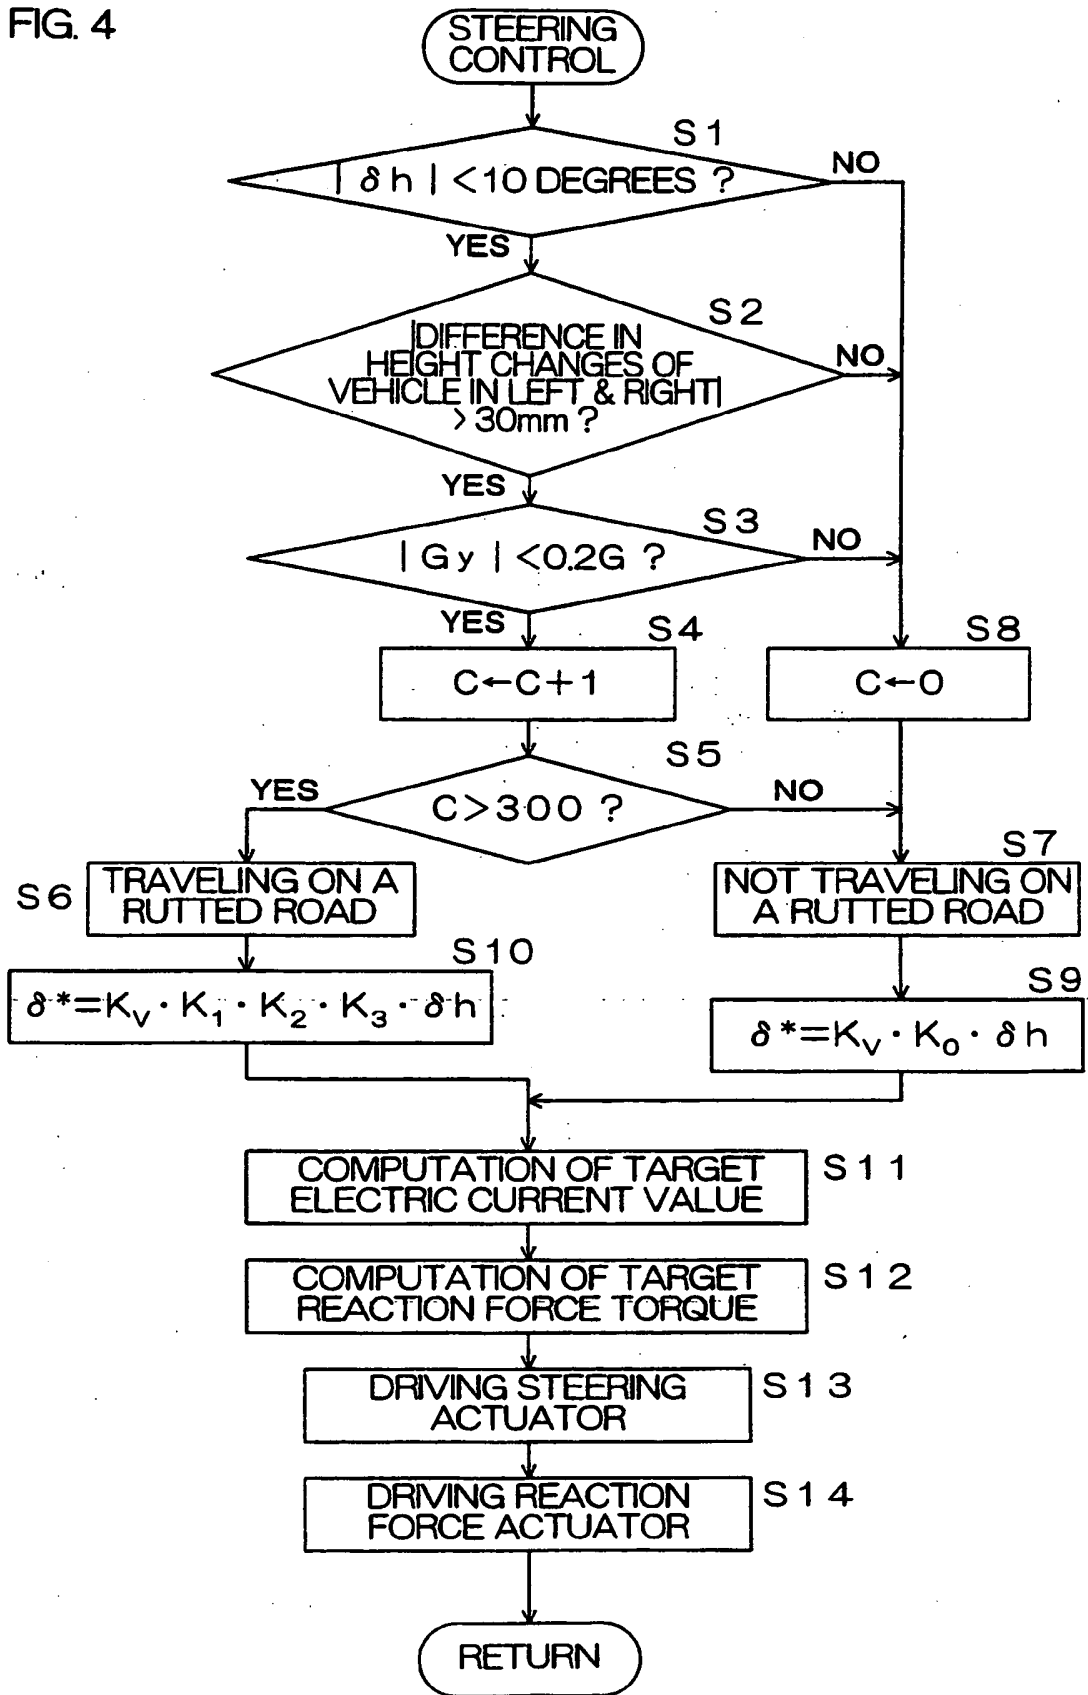 FIG. 4
STEERING
CONTROL
S1
|δh|<10 DEGREES ?
NO
YES
S2
|DIFFERENCE IN
HEIGHT CHANGES OF
VEHICLE IN LEFT & RIGHT|
>30mm ?
NO
YES
S3
|Gy|<0.2G ?
NO
YES
S4
C←C+1
S8
C←0
S5
C>300 ?
YES
NO
S6
TRAVELING ON A
RUTTED ROAD
S7
NOT TRAVELING ON
A RUTTED ROAD
S10
δ*=Kv·K1·K2·K3·δh
S9
δ*=Kv·K0·δh
COMPUTATION OF TARGET
ELECTRIC CURRENT VALUE
S11
COMPUTATION OF TARGET
REACTION FORCE TORQUE
S12
DRIVING STEERING
ACTUATOR
S13
DRIVING REACTION
FORCE ACTUATOR
S14
RETURN